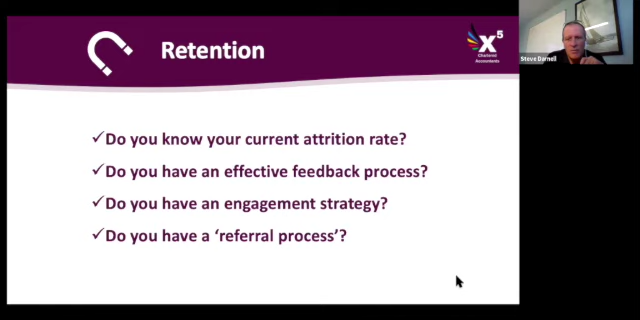 Retention
x5
Chartered
Accountants
Steve Darnell
✓Do you know your current attrition rate?
✓Do you have an effective feedback process?
✓Do you have an engagement strategy?
✓Do you have a ‘referral process’?